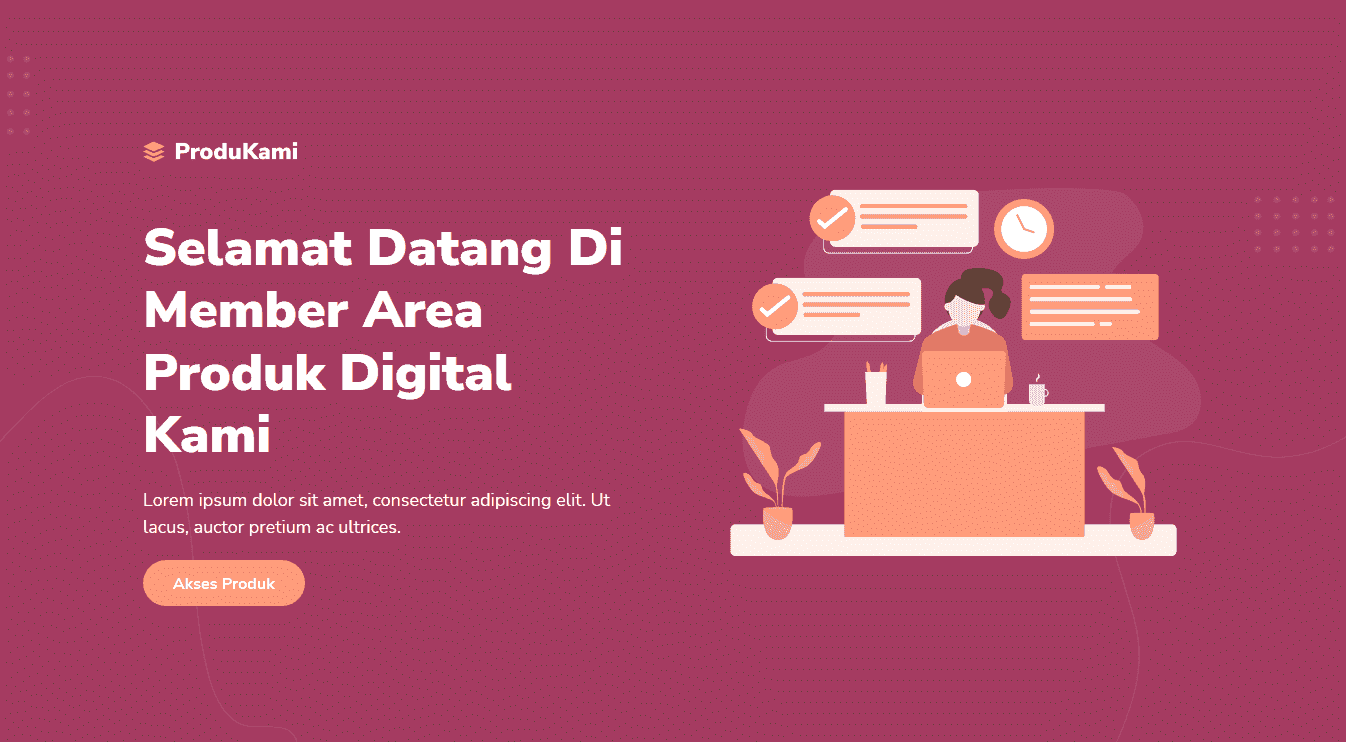 ProduKami
Selamat Datang Di
Member Area
Produk Digital
Kami
Lorem ipsum dolor sit amet, consectetur adipiscing elit. Ut
lacus, auctor pretium ac ultrices.
Akses Produk